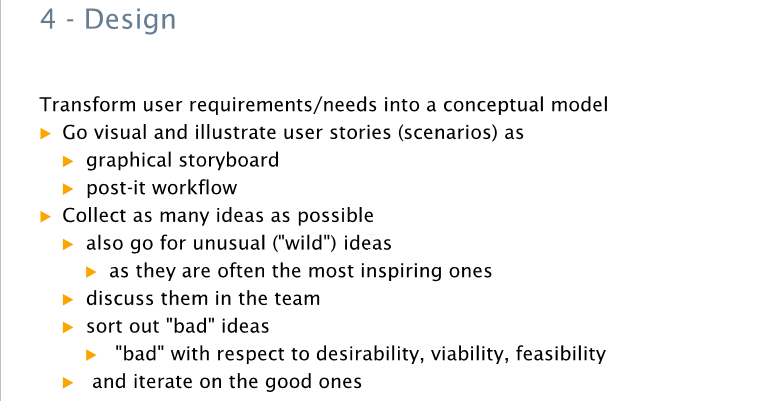 4 - Design
Transform user requirements/needs into a conceptual model
Go visual and illustrate user stories (scenarios) as
graphical storyboard
post-it workflow
Collect as many ideas as possible
also go for unusual ("wild") ideas
as they are often the most inspiring ones
discuss them in the team
sort out "bad" ideas
"bad" with respect to desirability, viability, feasibility
and iterate on the good ones